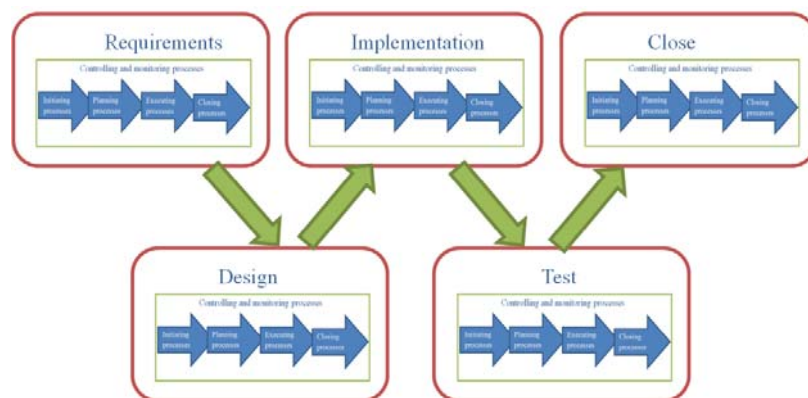 Requirements
Controlling and monitoring processes
Initiating
processes
Planning
processes
Executing
processes
Closing
processes
Design
Controlling and monitoring processes
Initiating
processes
Planning
processes
Executing
processes
Closing
processes
Implementation
Controlling and monitoring processes
Initiating
processes
Planning
processes
Executing
processes
Closing
processes
Test
Controlling and monitoring processes
Initiating
processes
Planning
processes
Executing
processes
Closing
processes
Close
Controlling and monitoring processes
Initiating
processes
Planning
processes
Executing
processes
Closing
processes